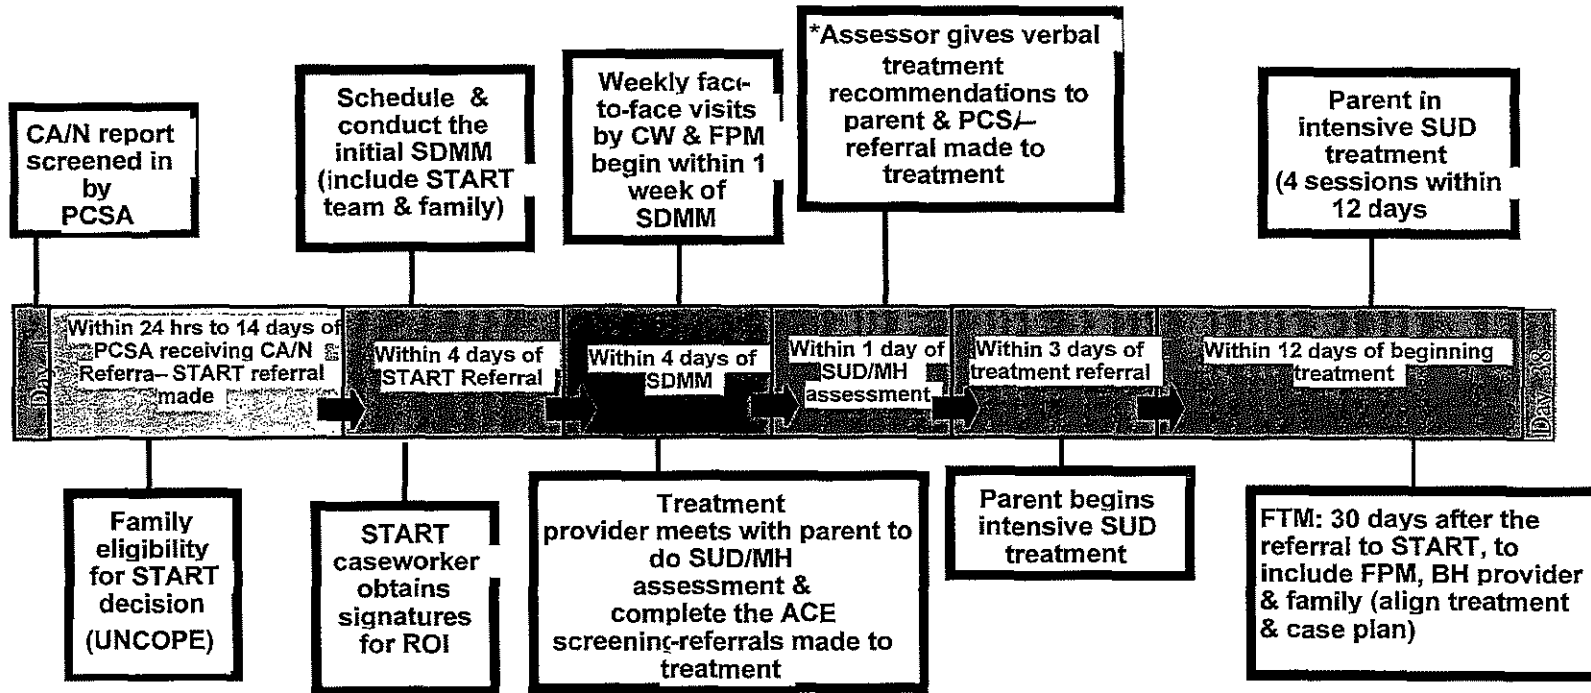 CA/N report
screened in
by
PCSA
Schedule &
conduct the
initial SDMM
(include START
team & family)
Weekly face-
to-face visits
by CW & FPM
begin within 1
week of
SDMM
*Assessor gives verbal
treatment
recommendations to
parent & PCS/–
referral made to
treatment
Parent in
intensive SUD
treatment
(4 sessions within
12 days
Day
Within 24 hrs to 14 days of
PCSA receiving CA/N
Referra– START referral
made
Within 4 days of
START Referral
Within 4 days of
SDMM
Within 1 day of
SUD/MH
assessment
Within 3 days of
treatment referral
Within 12 days of beginning
treatment
Day 38
Family
eligibility
for START
decision
(UNCOPE)
START
caseworker
obtains
signatures
for ROI
Treatment
provider meets with parent to
do SUD/MH
assessment &
complete the ACE
screening-referrals made to
treatment
Parent begins
intensive SUD
treatment
FTM: 30 days after the
referral to START, to
include FPM, BH provider
& family (align treatment
& case plan)